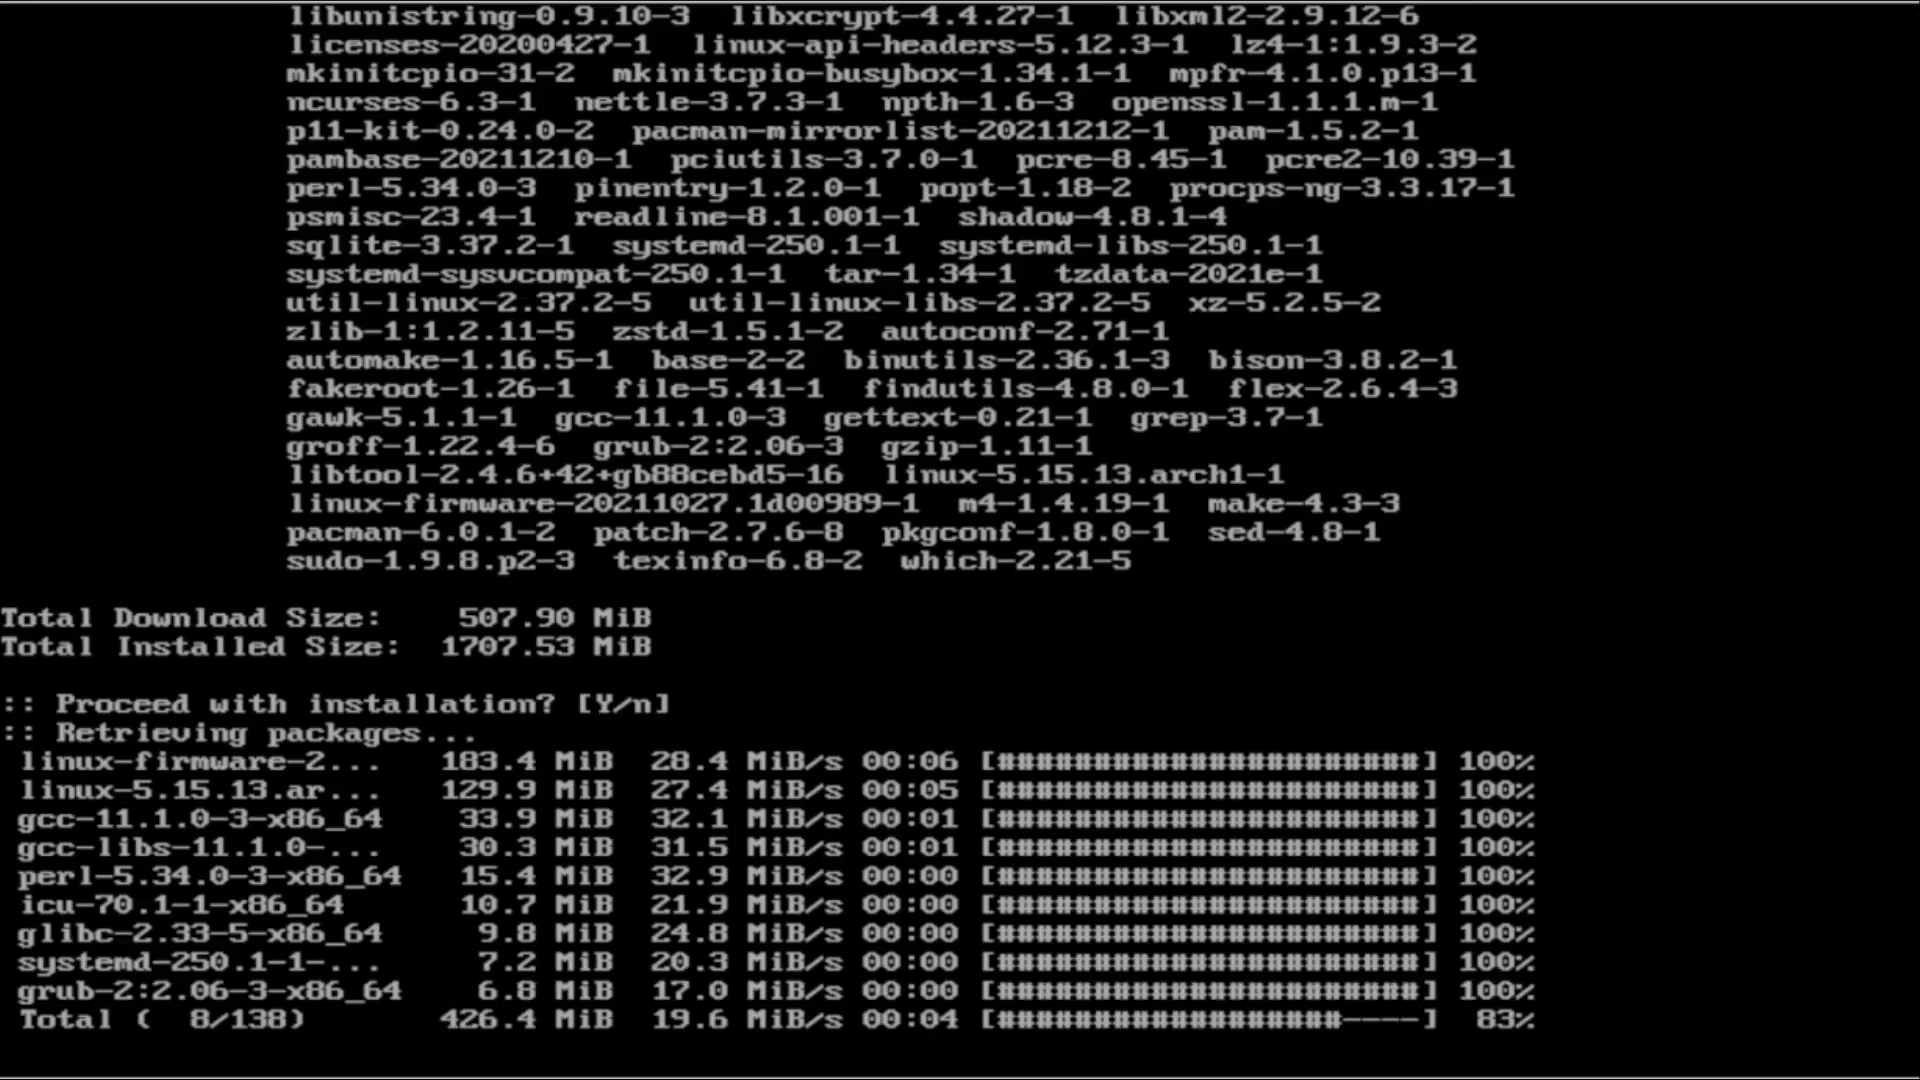 libunistring-0.9.10-3  libxcrypt-4.4.27-1  libxml2-2.9.12-6
licenses-20200427-1  linux-api-headers-5.12.3-1  lz4-1:1.9.3-2
mkinitcpio-31-2  mkinitcpio-busybox-1.34.1-1  mpfr-4.1.0.p13-1
ncurses-6.3-1  nettle-3.7.3-1  npth-1.6-3  openssl-1.1.1.m-1
p11-kit-0.24.0-2  pacman-mirrorlist-20211212-1  pam-1.5.2-1
pambase-20211210-1  pciutils-3.7.0-1  pcre-8.45-1  pcre2-10.39-1
perl-5.34.0-3  pinentry-1.2.0-1  popt-1.18-2  procps-ng-3.3.17-1
psmisc-23.4-1  readline-8.1.001-1  shadow-4.8.1-4
sqlite-3.37.2-1  systemd-250.1-1  systemd-libs-250.1-1
systemd-sysvcompat-250.1-1  tar-1.34-1  tzdata-2021e-1
util-linux-2.37.2-5  util-linux-libs-2.37.2-5  xz-5.2.5-2
zlib-1:1.2.11-5  zstd-1.5.1-2  autoconf-2.71-1
automake-1.16.5-1  base-2-2  binutils-2.36.1-3  bison-3.8.2-1
fakeroot-1.26-1  file-5.41-1  findutils-4.8.0-1  flex-2.6.4-3
gawk-5.1.1-1  gcc-11.1.0-3  gettext-0.21-1  grep-3.7-1
groff-1.22.4-6  grub-2:2.06-3  gzip-1.11-1
libtool-2.4.6+42+gb88cebd5-16  linux-5.15.13.arch1-1
linux-firmware-20211027.1d00989-1  m4-1.4.19-1  make-4.3-3
pacman-6.0.1-2  patch-2.7.6-8  pkgconf-1.8.0-1  sed-4.8-1
sudo-1.9.8.p2-3  texinfo-6.8-2  which-2.21-5
Total Download Size:    507.90 MiB
Total Installed Size:  1707.53 MiB
:: Proceed with installation? [Y/n]
:: Retrieving packages...
linux-firmware-2...   183.4 MiB  28.4 MiB/s 00:06 [######################] 100%
linux-5.15.13.ar...   129.9 MiB  27.4 MiB/s 00:05 [######################] 100%
gcc-11.1.0-3-x86_64    33.9 MiB  32.1 MiB/s 00:01 [######################] 100%
gcc-libs-11.1.0-...    30.3 MiB  31.5 MiB/s 00:01 [######################] 100%
perl-5.34.0-3-x86_64   15.4 MiB  32.9 MiB/s 00:00 [######################] 100%
icu-70.1-1-x86_64      10.7 MiB  21.9 MiB/s 00:00 [######################] 100%
glibc-2.33-5-x86_64     9.8 MiB  24.8 MiB/s 00:00 [######################] 100%
systemd-250.1-1-...     7.2 MiB  20.3 MiB/s 00:00 [######################] 100%
grub-2:2.06-3-x86_64    6.8 MiB  17.0 MiB/s 00:00 [######################] 100%
Total (  8/138)       426.4 MiB  19.6 MiB/s 00:04 [##################----]  83%